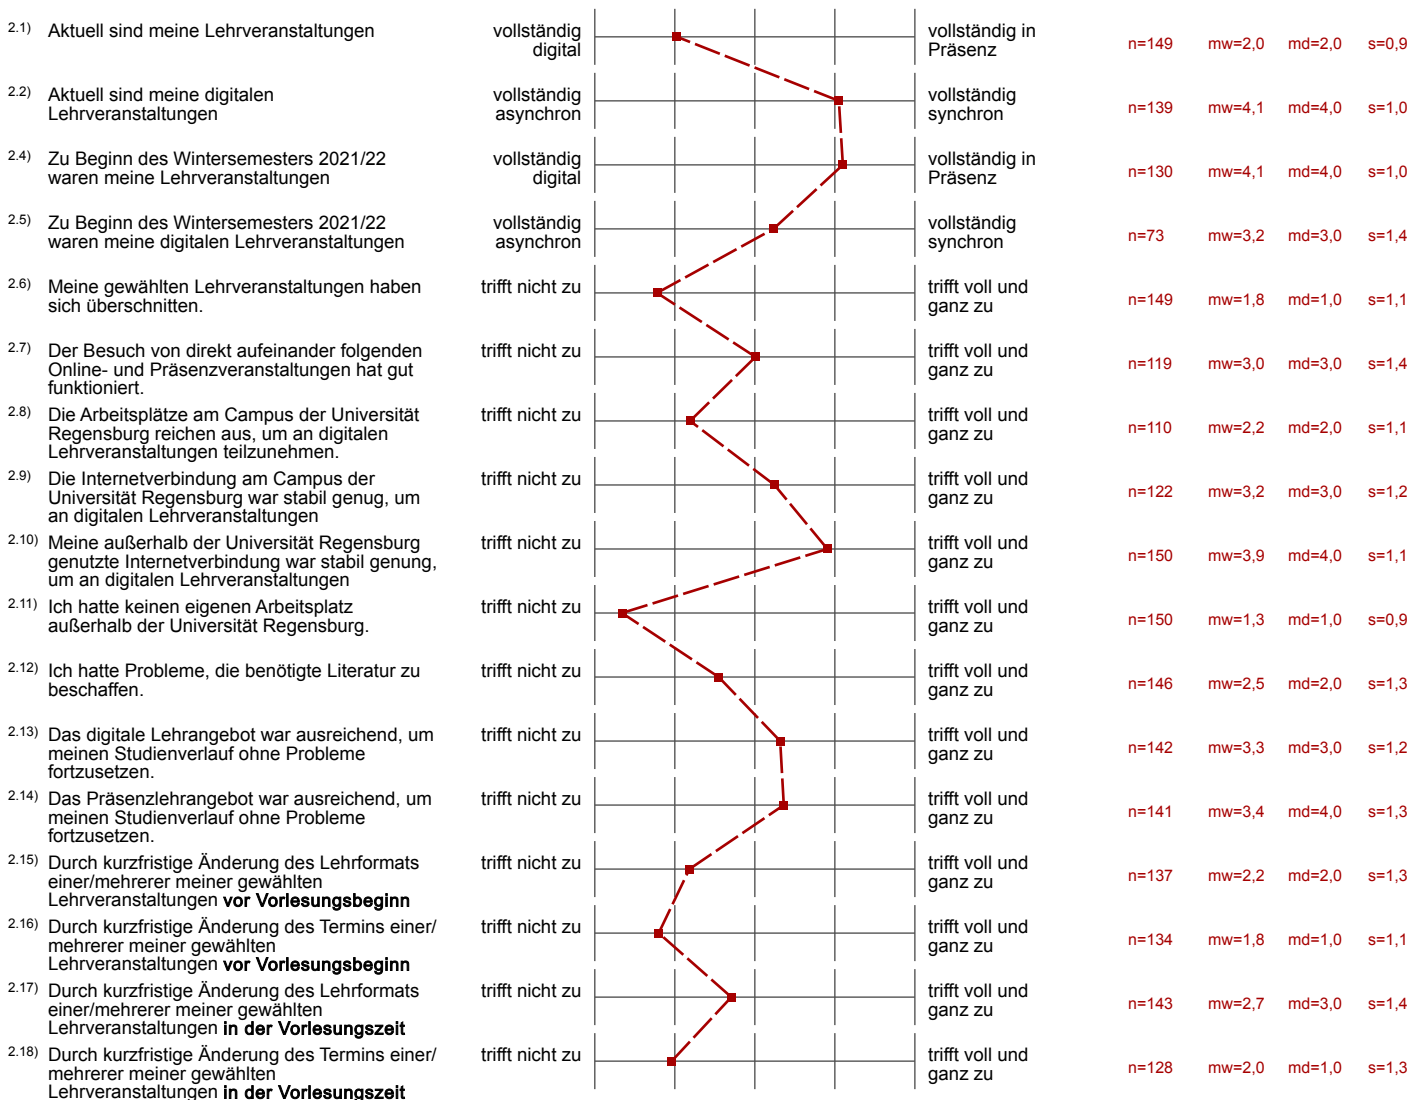 2.1) Aktuell sind meine Lehrveranstaltungen vollständig vollständig in
digital Präsenz n=149 mw=2,0 md=2,0 s=0,9
2.2) Aktuell sind meine digitalen vollständig vollständig
Lehrveranstaltungen asynchron synchron n=139 mw=4,1 md=4,0 s=1,0
2.4) Zu Beginn des Wintersemesters 2021/22 vollständig vollständig in
waren meine Lehrveranstaltungen digital Präsenz n=130 mw=4,1 md=4,0 s=1,0
2.5) Zu Beginn des Wintersemesters 2021/22 vollständig vollständig
waren meine digitalen Lehrveranstaltungen asynchron synchron n=73 mw=3,2 md=3,0 s=1,4
2.6) Meine gewählten Lehrveranstaltungen haben trifft nicht zu trifft voll und
sich überschnitten. ganz zu n=149 mw=1,8 md=1,0 s=1,1
2.7) Der Besuch von direkt aufeinander folgenden trifft nicht zu trifft voll und
Online- und Präsenzveranstaltungen hat gut ganz zu n=119 mw=3,0 md=3,0 s=1,4
funktioniert.
2.8) Die Arbeitsplätze am Campus der Universität trifft nicht zu trifft voll und
Regensburg reichen aus, um an digitalen ganz zu n=110 mw=2,2 md=2,0 s=1,1
Lehrveranstaltungen teilzunehmen.
2.9) Die Internetverbindung am Campus der trifft nicht zu trifft voll und
Universität Regensburg war stabil genug, um ganz zu n=122 mw=3,2 md=3,0 s=1,2
an digitalen Lehrveranstaltungen
2.10) Meine außerhalb der Universität Regensburg trifft nicht zu trifft voll und
genutzte Internetverbindung war stabil genung, ganz zu n=150 mw=3,9 md=4,0 s=1,1
um an digitalen Lehrveranstaltungen
2.11) Ich hatte keinen eigenen Arbeitsplatz trifft nicht zu trifft voll und
außerhalb der Universität Regensburg. ganz zu n=150 mw=1,3 md=1,0 s=0,9
2.12) Ich hatte Probleme, die benötigte Literatur zu trifft nicht zu trifft voll und
beschaffen. ganz zu n=146 mw=2,5 md=2,0 s=1,3
2.13) Das digitale Lehrangebot war ausreichend, um trifft nicht zu trifft voll und
meinen Studienverlauf ohne Probleme ganz zu n=142 mw=3,3 md=3,0 s=1,2
fortzusetzen.
2.14) Das Präsenzlehrangebot war ausreichend, um trifft nicht zu trifft voll und
meinen Studienverlauf ohne Probleme ganz zu n=141 mw=3,4 md=4,0 s=1,3
fortzusetzen.
2.15) Durch kurzfristige Änderung des Lehrformats trifft nicht zu trifft voll und
einer/mehrerer meiner gewählten ganz zu n=137 mw=2,2 md=2,0 s=1,3
Lehrveranstaltungen vor Vorlesungsbeginn
2.16) Durch kurzfristige Änderung des Termins einer/ trifft nicht zu trifft voll und
mehrerer meiner gewählten ganz zu n=134 mw=1,8 md=1,0 s=1,1
Lehrveranstaltungen vor Vorlesungsbeginn
2.17) Durch kurzfristige Änderung des Lehrformats trifft nicht zu trifft voll und
einer/mehrerer meiner gewählten ganz zu n=143 mw=2,7 md=3,0 s=1,4
Lehrveranstaltungen in der Vorlesungszeit
2.18) Durch kurzfristige Änderung des Termins einer/ trifft nicht zu trifft voll und
mehrerer meiner gewählten ganz zu n=128 mw=2,0 md=1,0 s=1,3
Lehrveranstaltungen in der Vorlesungszeit